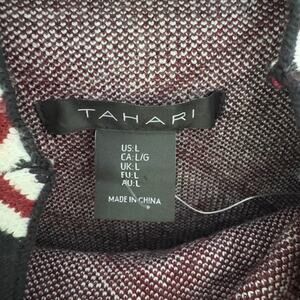 TAHARI
US:L
CA:L/G
UK:L
EU:L
AU:L
MADE IN CHINA